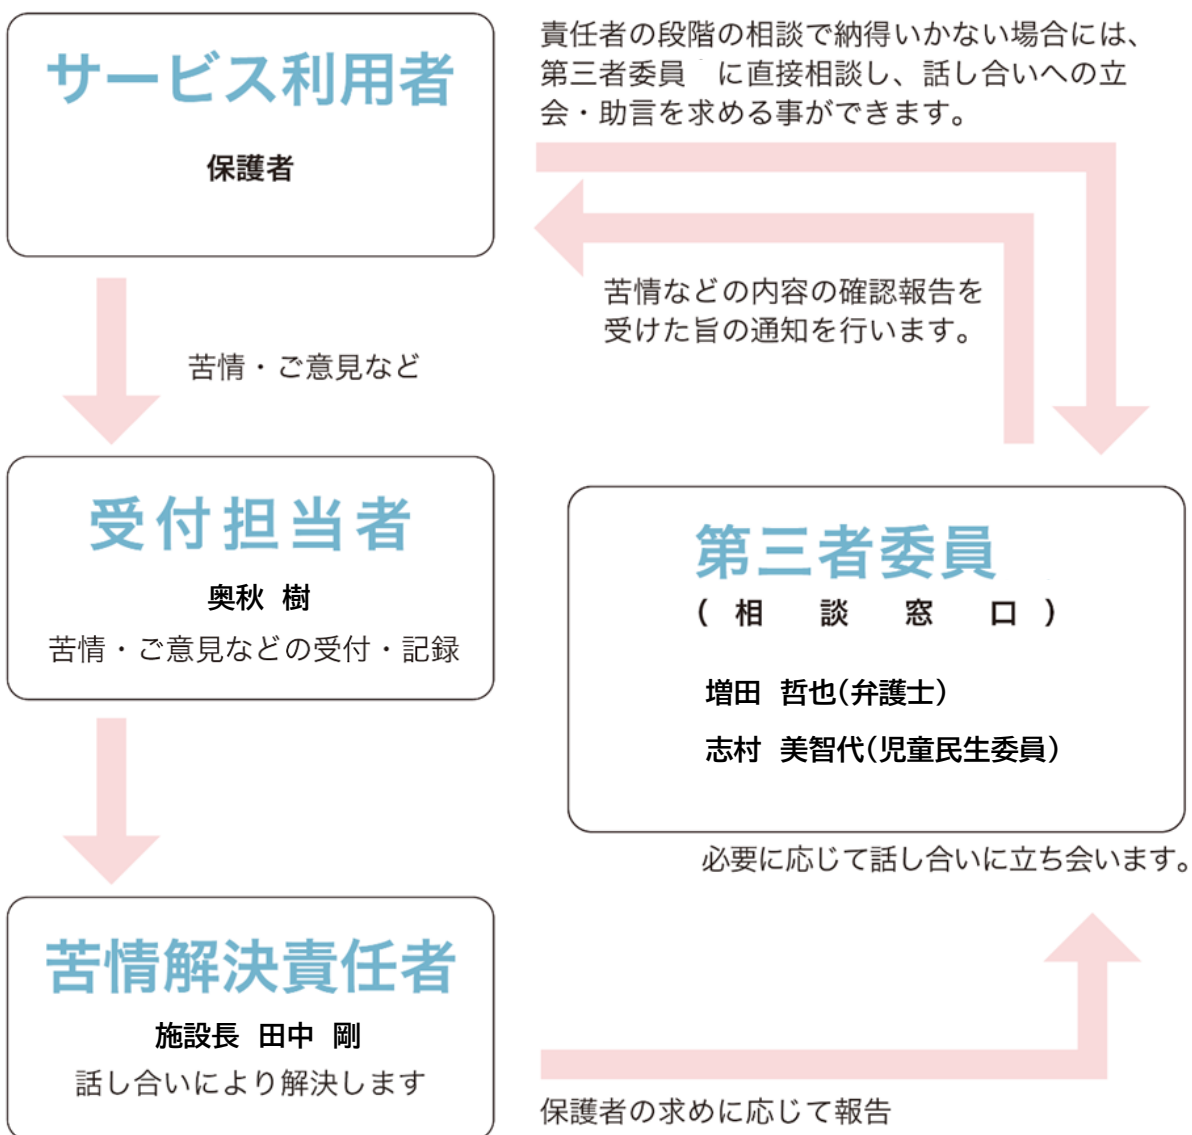 サービス利用者
保護者
責任者の段階の相談で納得いかない場合には、
第三者委員 に直接相談し、話し合いへの立
会・助言を求める事ができます。
苦情などの内容の確認報告を
受けた旨の通知を行います。
苦情・ご意見など
受付担当者
奥秋 樹
苦情・ご意見などの受付・記録
第三者委員
(相談窓口)
増田 哲也(弁護士)
志村 美智代(児童民生委員)
必要に応じて話し合いに立ち会います。
苦情解決責任者
施設長 田中 剛
話し合いにより解決します
保護者の求めに応じて報告